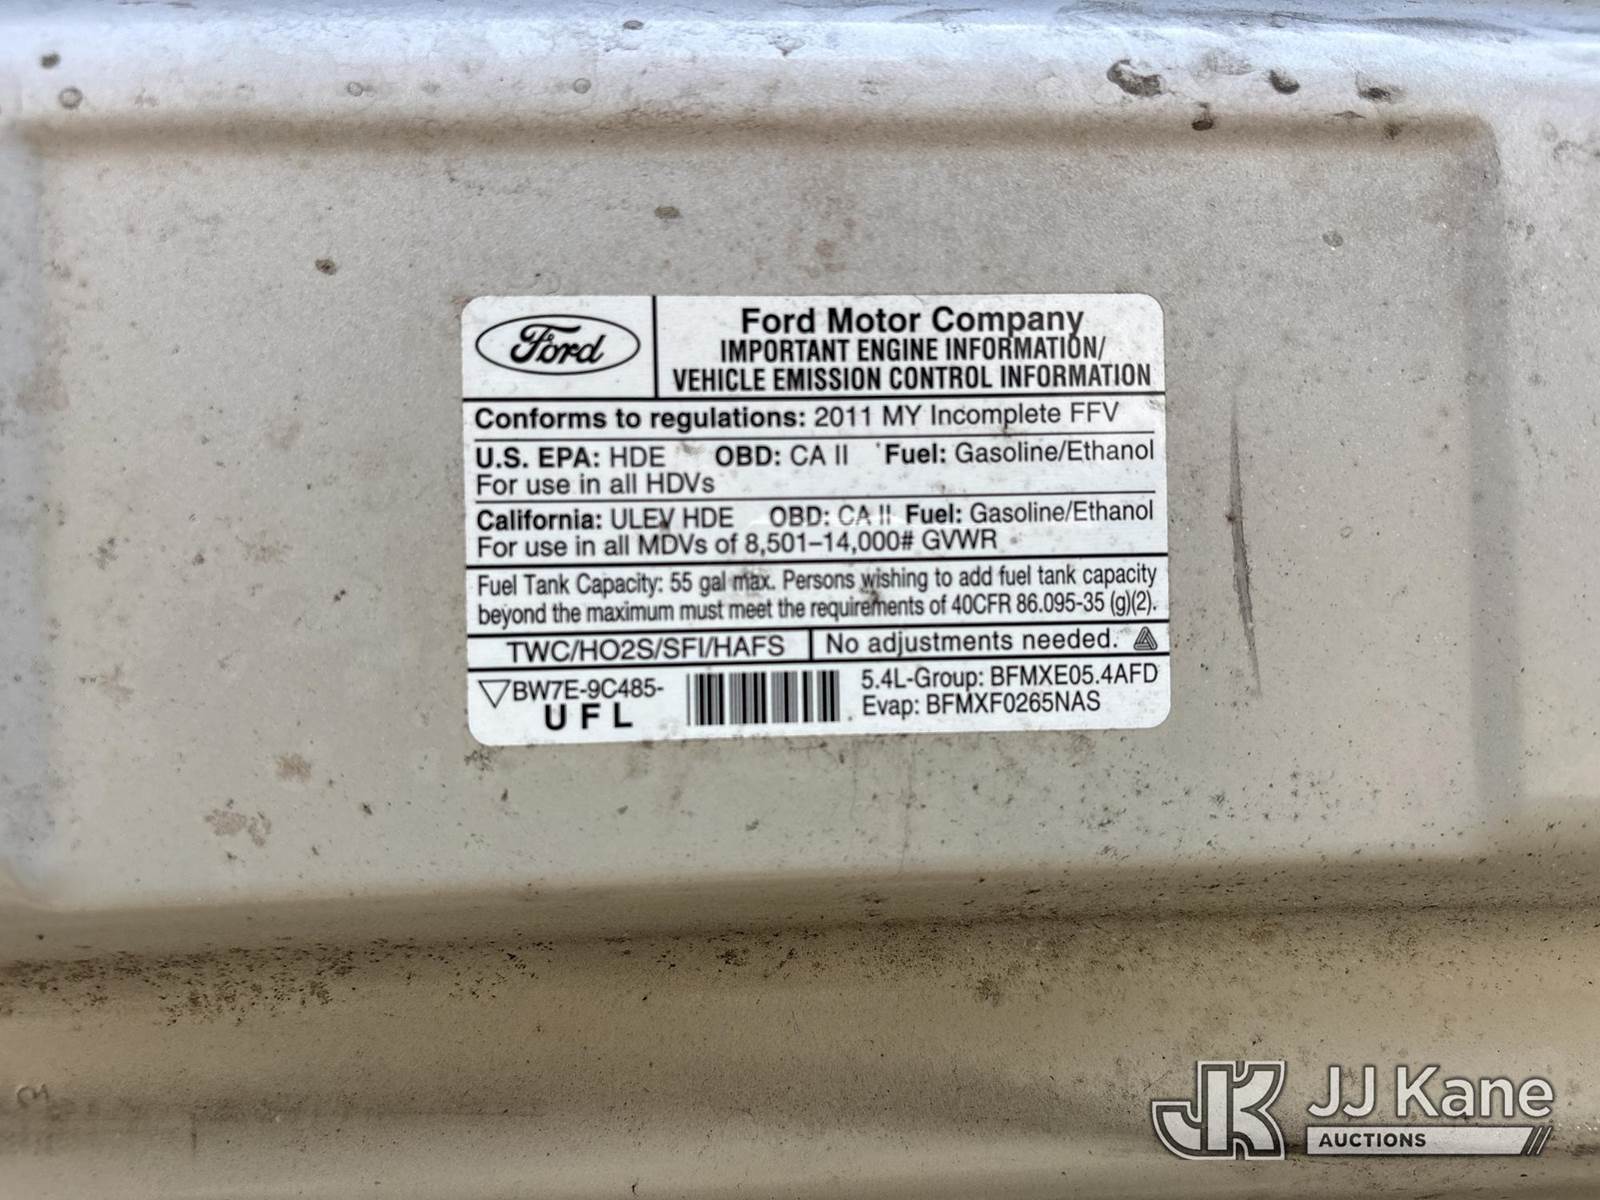 Ford
Ford Motor Company
IMPORTANT ENGINE INFORMATION/
VEHICLE EMISSION CONTROL INFORMATION
Conforms to regulations: 2011 MY Incomplete FFV
U.S. EPA: HDE OBD: CA II Fuel: Gasoline/Ethanol
For use in all HDVs
California: ULEV HDE OBD: CA II Fuel: Gasoline/Ethanol
For use in all MDVs of 8,501–14,000# GVWR
Fuel Tank Capacity: 55 gal max. Persons wishing to add fuel tank capacity
beyond the maximum must meet the requirements of 40CFR 86.095-35 (g)(2).
TWC/HO2S/SFI/HAFS No adjustments needed.
BW7E-9C485-
UFL
5.4L-Group: BFMXE05.4AFD
Evap: BFMXF0265NAS
JK JJ Kane
AUCTIONS